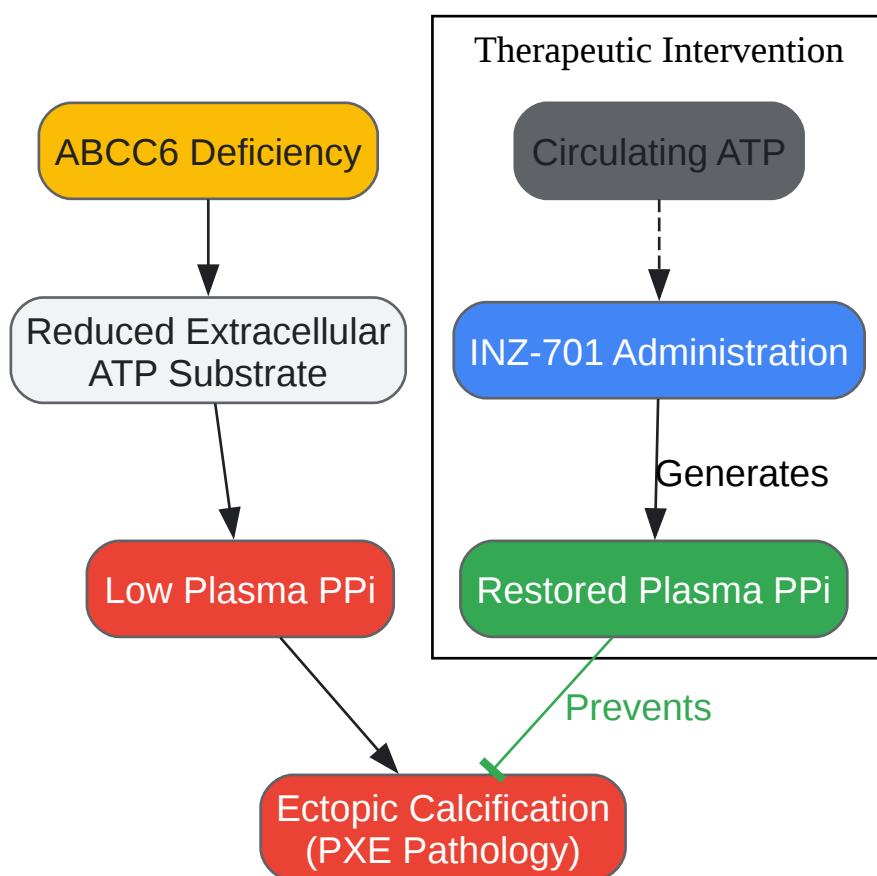 Therapeutic Intervention
ABCC6 Deficiency
Circulating ATP
Reduced Extracellular
ATP Substrate
INZ-701 Administration
Generates
Low Plasma PPi
Restored Plasma PPi
Prevents
Ectopic Calcification
(PXE Pathology)